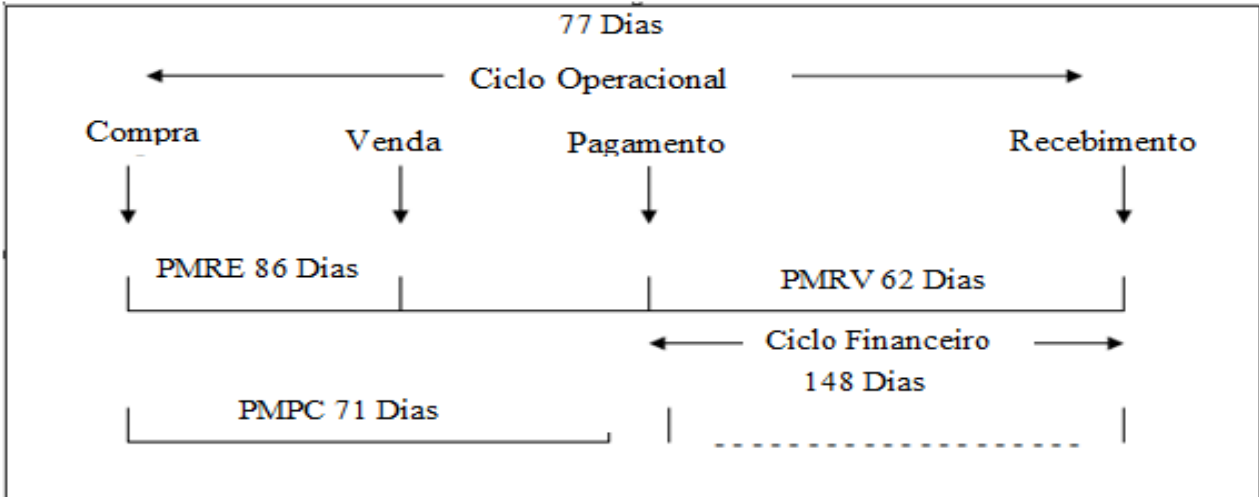 77 Dias
Ciclo Operacional
Compra Venda Pagamento Recebimento
PMRE 86 Dias
PMRV 62 Dias
Ciclo Financeiro
148 Dias
PMPC 71 Dias